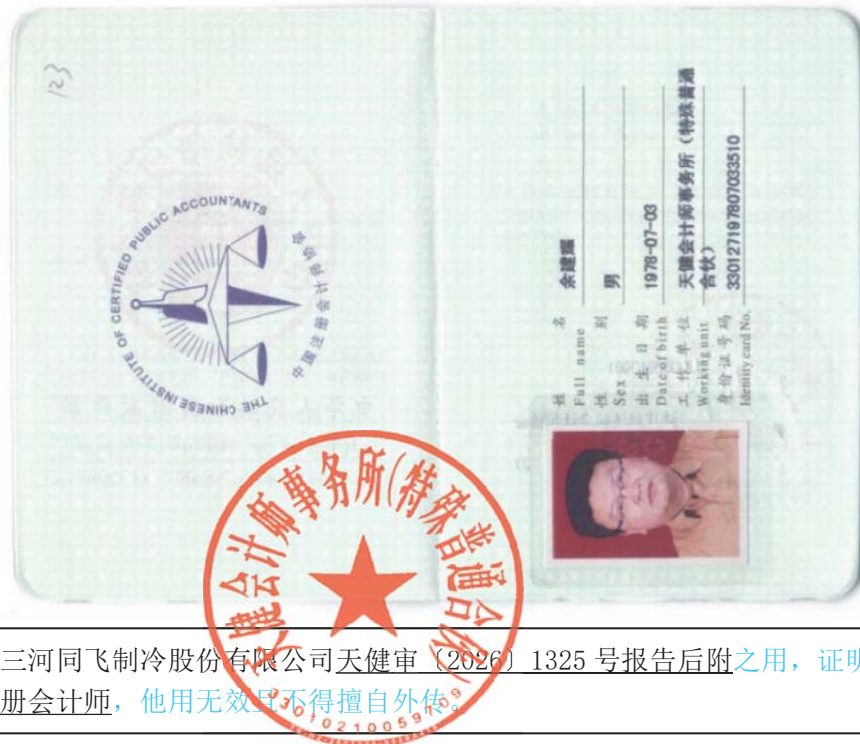 123
THE CHINESE INSTITUTE OF CERTIFIED PUBLIC ACCOUNTANTS
中国注册会计师协会
姓名 余建耀
Full name
性别 男
Sex
出生日期 1978-07-03
Date of birth
工作单位 天健会计师事务所（特殊普通
Working unit 合伙）
身份证号码 330127197807033510
Identity card No.
天健会计师事务所(特殊普通合伙)
33010210059709
三河同飞制冷股份有限公司天健审〔2026〕1325 号报告后附之用，证明
册会计师，他用无效且不得擅自外传。